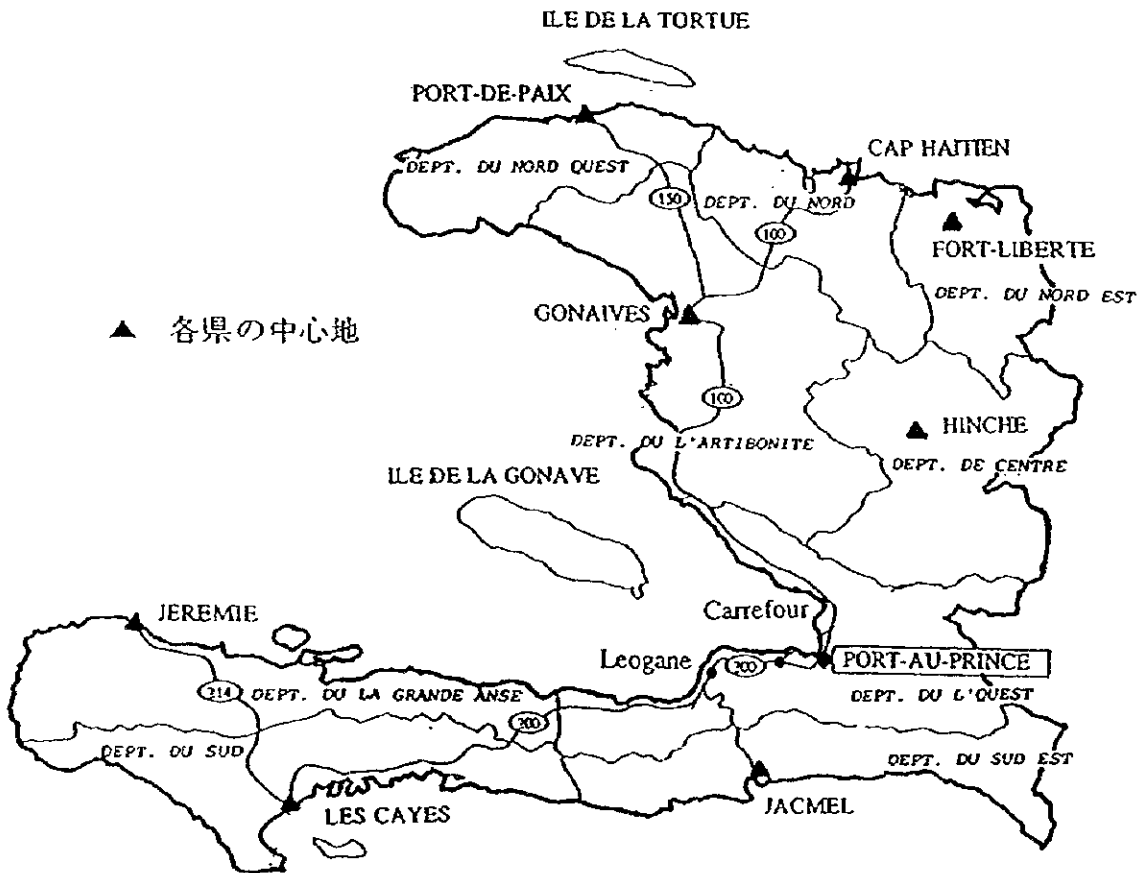 ILE DE LA TORTUE
PORT-DE-PAIX
CAP HAITIEN
DEPT. DU NORD QUEST
150
DEPT. DU NORD
100
FORT-LIBERTE
DEPT. DU NORD EST
GONAIVES
▲ 各県の中心地
100
HINCHE
DEPT. DU L'ARTIBONITE
DEPT. DE CENTRE
ILE DE LA GONAVE
Carrefour
JEREMIE
Leogane
200
PORT-AU-PRINCE
214
DEPT. DU LA GRANDE ANSE
DEPT. DU L'QUEST
200
DEPT. DU SUD
DEPT. DU SUD EST
LES CAYES
JACMEL